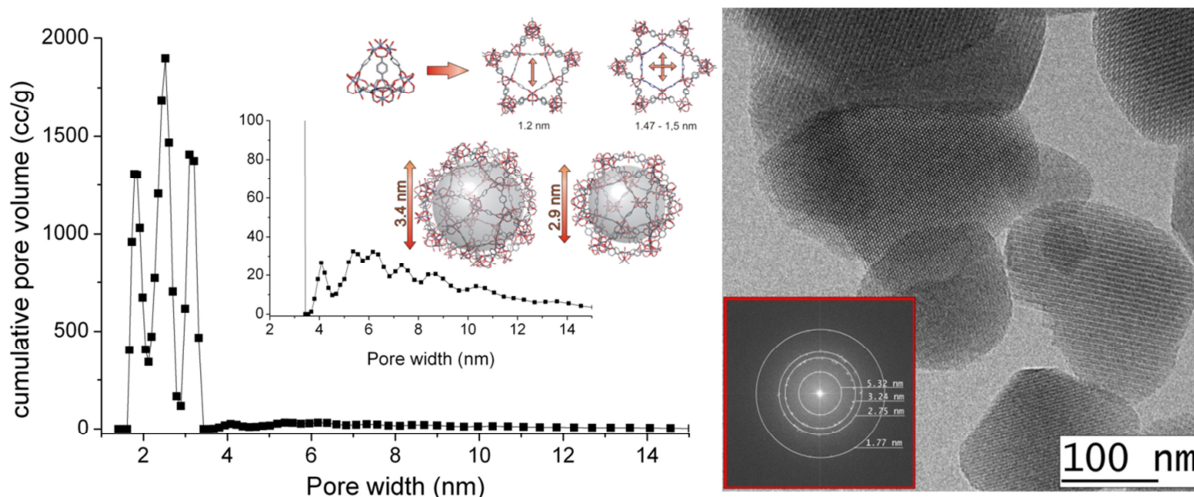 cumulative pore volume (cc/g)
2000
1500
1000
500
0
2 4 6 8 10 12 14
Pore width (nm)
100
80
60
40
20
0
2 4 6 8 10 12 14
Pore width (nm)
1.2 nm
1.47 - 1,5 nm
3.4 nm
2.9 nm
5.32 nm
3.24 nm
2.75 nm
1.77 nm
100 nm